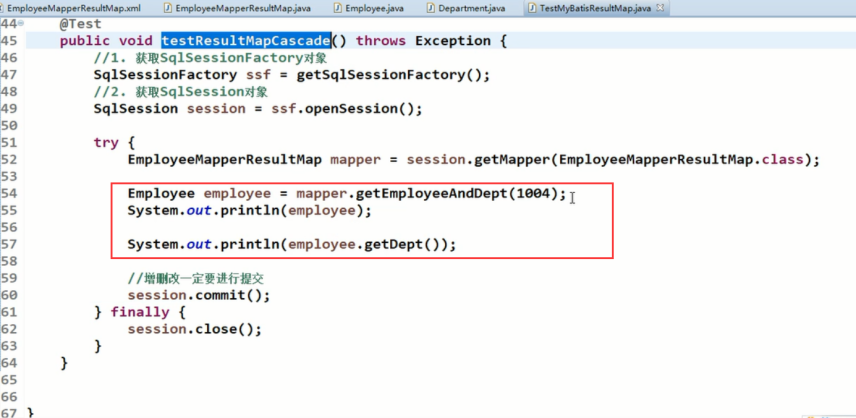 EmployeeMapperResultMap.xml EmployeeMapperResultMap.java Employee.java Department.java TestMyBatisResultMap.java
44 @Test
45 public void testResultMapCascade() throws Exception {
46 //1. 获取SqlSessionFactory对象
47 SqlSessionFactory ssf = getSqlSessionFactory();
48 //2. 获取SqlSession对象
49 SqlSession session = ssf.openSession();
50
51 try {
52 EmployeeMapperResultMap mapper = session.getMapper(EmployeeMapperResultMap.class);
53
54 Employee employee = mapper.getEmployeeAndDept(1004);
55 System.out.println(employee);
56
57 System.out.println(employee.getDept());
58
59 //增删改一定要进行提交
60 session.commit();
61 } finally {
62 session.close();
63 }
64 }
65
66
67 }